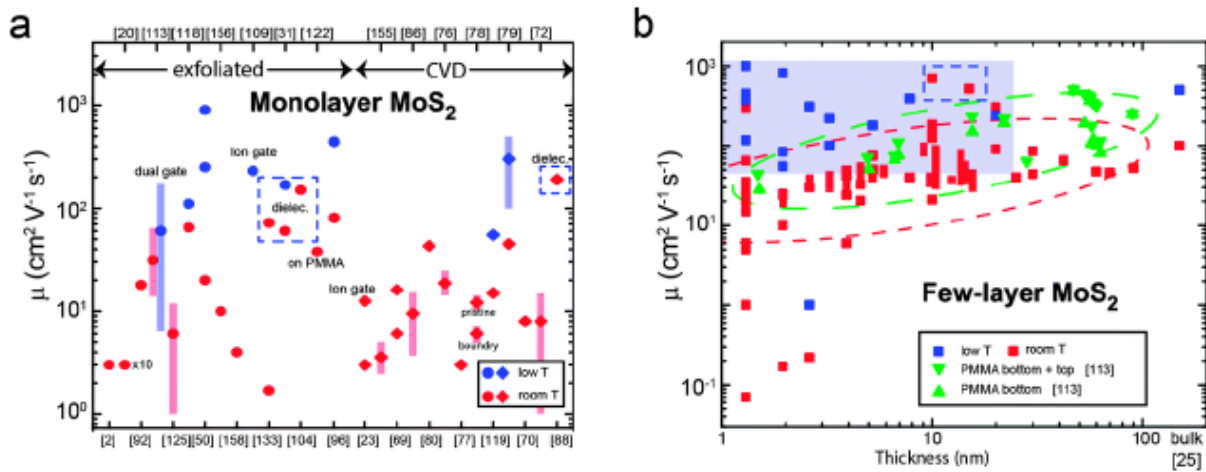 a
[20] [113] [118] [156] [109] [31] [122] [155] [86] [76] [78] [79] [72]
exfoliated CVD
Monolayer MoS2
10³
10²
10¹
10⁰
μ (cm² V⁻¹ s⁻¹)
dual gate
Ion gate
dielec.
dielec.
on PMMA
Ion gate
pristine
boundry
x10
low T
room T
[2] [92] [125] [50] [158] [133] [104] [96] [23] [69] [80] [77] [119] [70] [88]
b
10³
10¹
10⁻¹
μ (cm² V⁻¹ s⁻¹)
Few-layer MoS2
low T room T
PMMA bottom + top [113]
PMMA bottom [113]
1 10 100 bulk
Thickness (nm) [25]